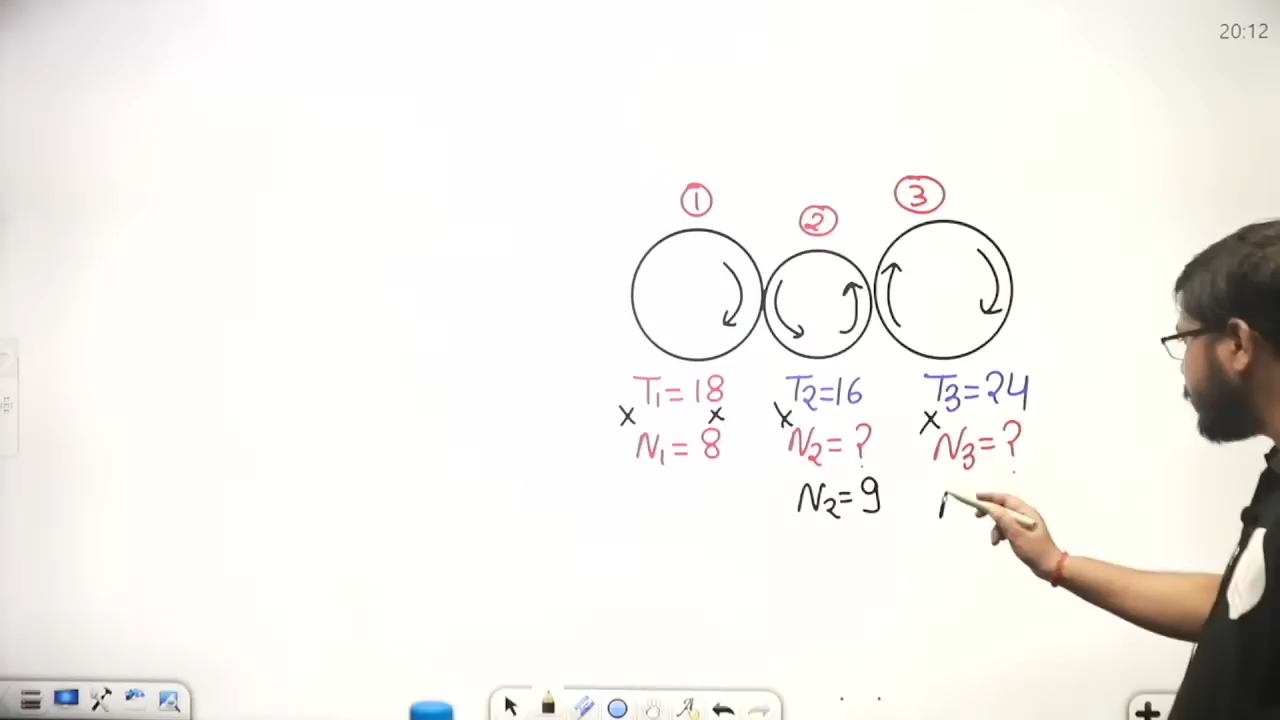 20:12
1 2 3
T1=18 T2=16 T3=24
x x x x
N1=8 N2=? N3=?
N2=9